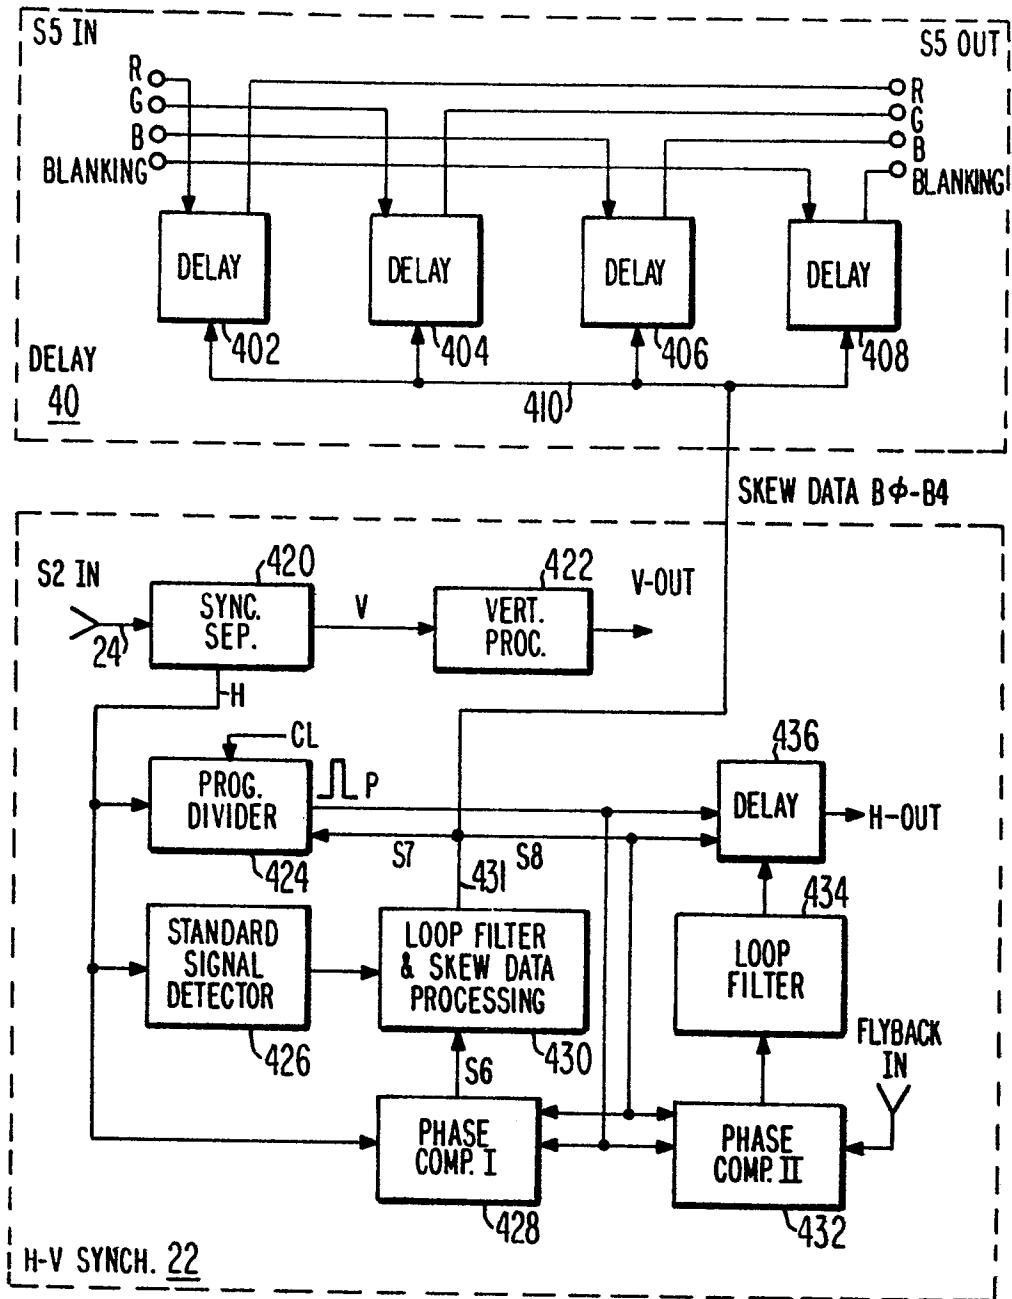 S5 IN
S5 OUT
R
G
B
BLANKING
R
G
B
BLANKING
DELAY
DELAY
DELAY
DELAY
402
404
406
408
DELAY
40
410
SKEW DATA BΦ-B4
S2 IN
420
422
V-OUT
SYNC.
SEP.
V
VERT.
PROC.
24
H
CL
436
PROG.
DIVIDER
P
DELAY
H-OUT
S7
S8
424
431
434
STANDARD
SIGNAL
DETECTOR
LOOP FILTER
& SKEW DATA
PROCESSING
LOOP
FILTER
426
430
FLYBACK
IN
S6
PHASE
COMP. I
PHASE
COMP. II
428
432
H-V SYNCH. 22